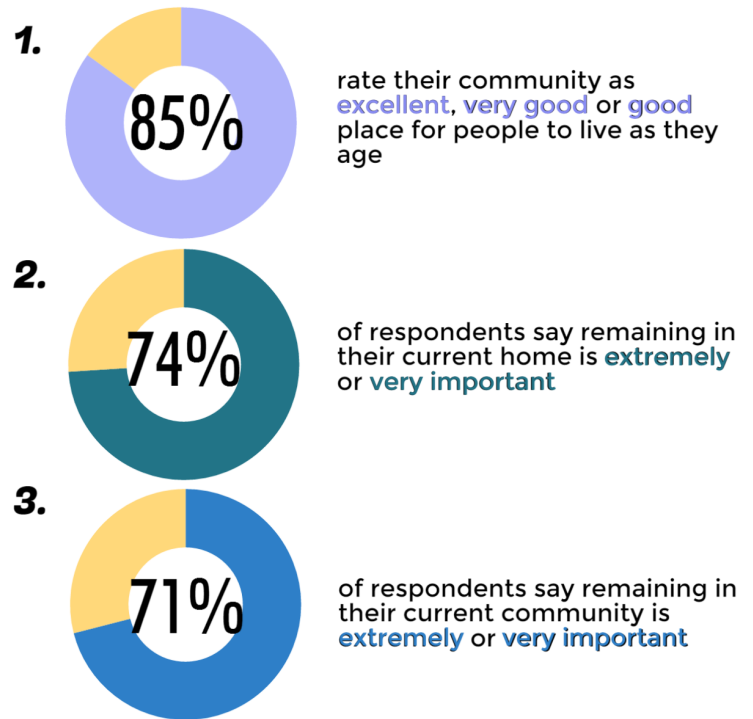 1.
85%
rate their community as
excellent, very good or good
place for people to live as they
age
2.
74%
of respondents say remaining in
their current home is extremely
or very important
3.
71%
of respondents say remaining in
their current community is
extremely or very important